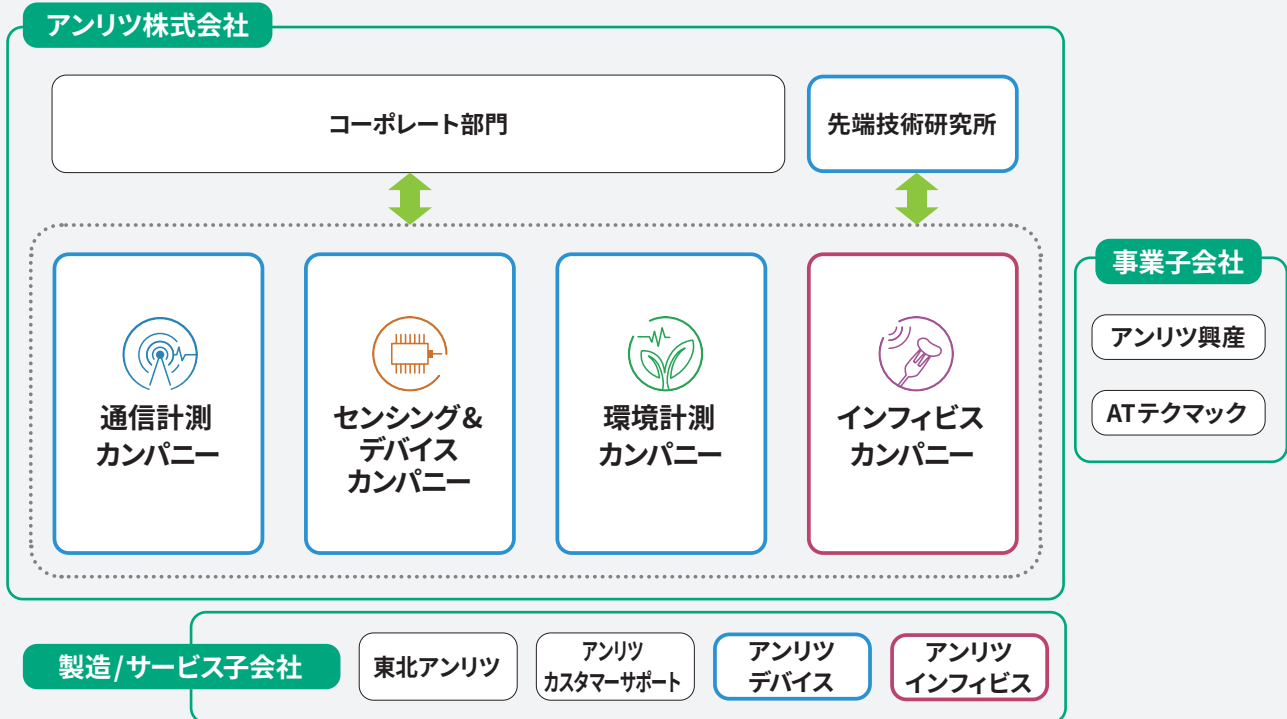 アンリツ株式会社
コーポレート部門
先端技術研究所
通信計測
カンパニー
センシング&
デバイス
カンパニー
環境計測
カンパニー
インフィビス
カンパニー
事業子会社
アンリツ興産
ATテクマック
製造/サービス子会社
東北アンリツ
アンリツ
カスタマーサポート
アンリツ
デバイス
アンリツ
インフィビス